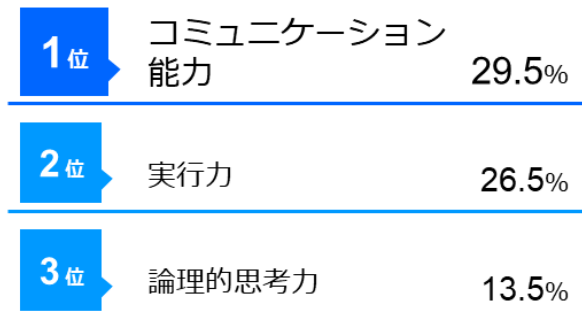 1位
コミュニケーション
能力 29.5%
2位 実行力 26.5%
3位 論理的思考力 13.5%